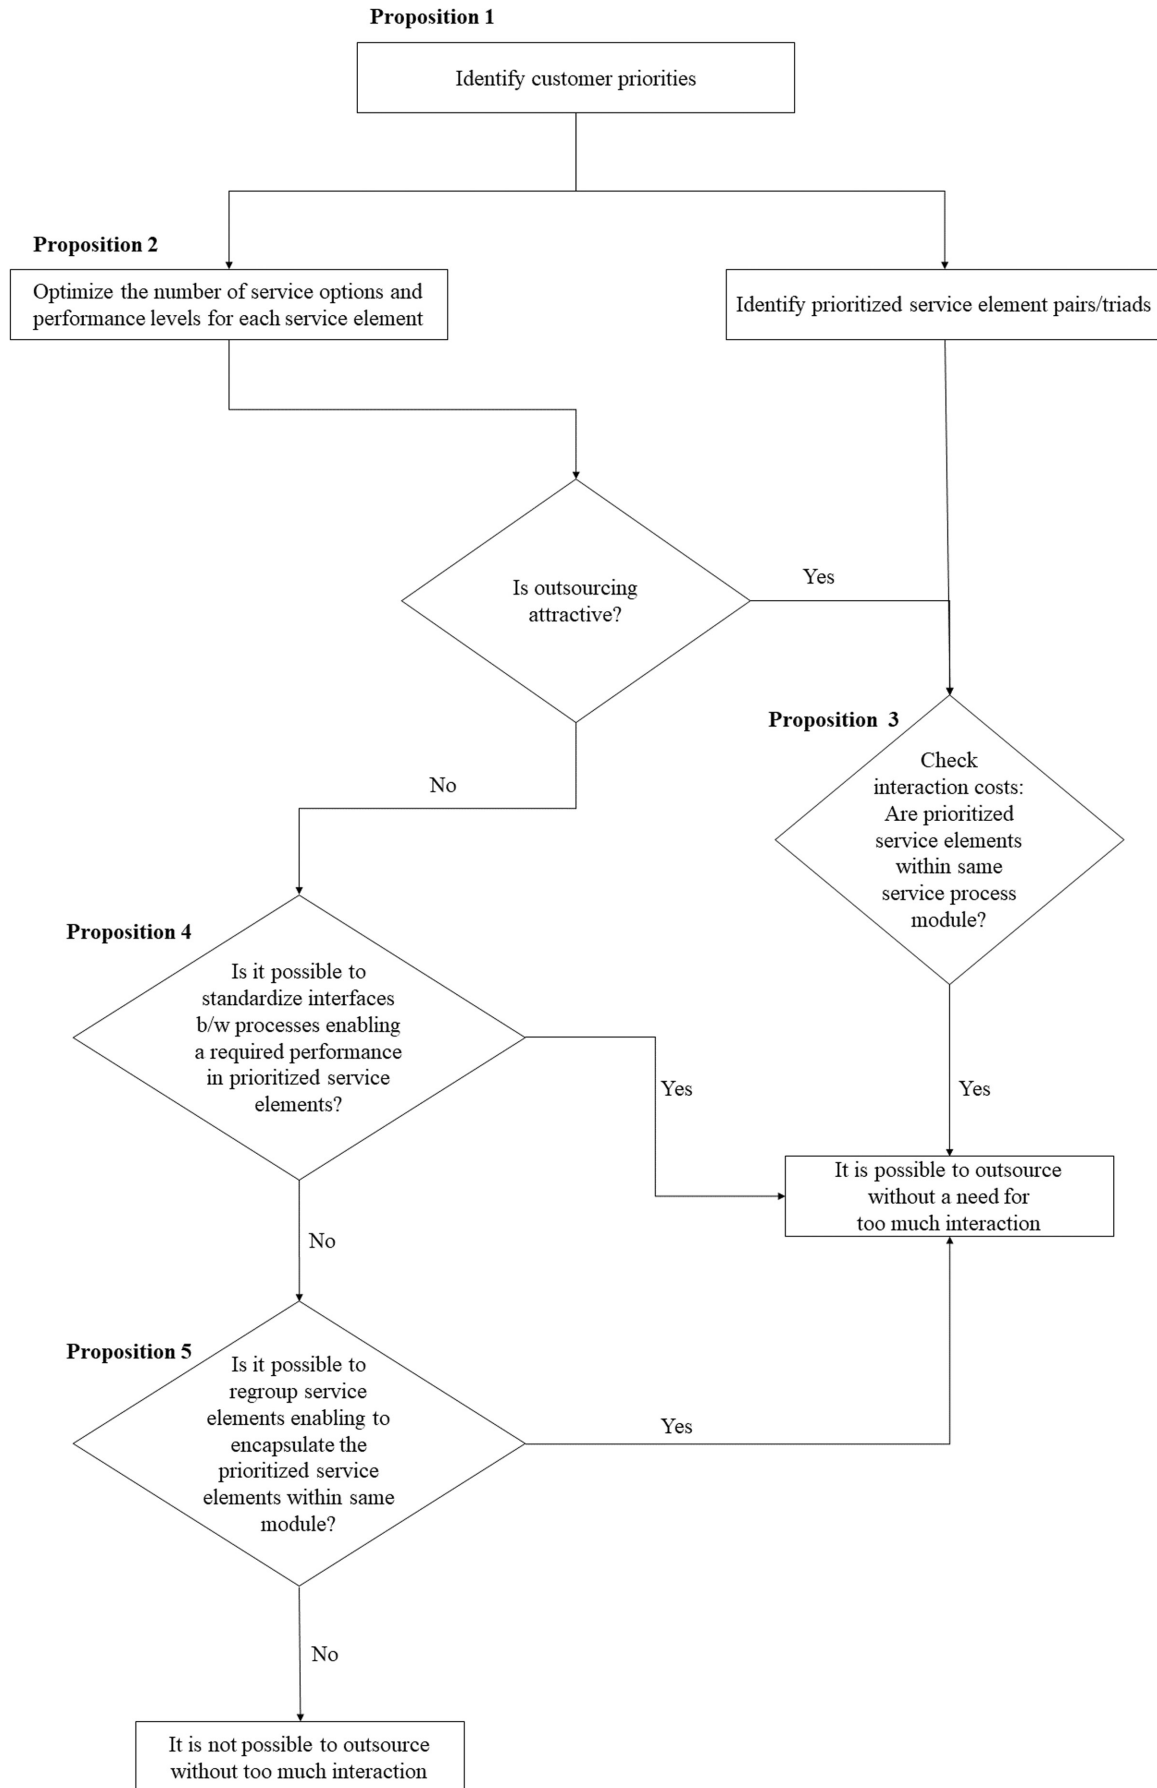 Proposition 1
Identify customer priorities
Proposition 2
Optimize the number of service options and
performance levels for each service element
Identify prioritized service element pairs/triads
Is outsourcing
attractive?
Yes
No
Proposition 3
Check
interaction costs:
Are prioritized
service elements
within same
service process
module?
Proposition 4
Is it possible to
standardize interfaces
b/w processes enabling
a required performance
in prioritized service
elements?
Yes
Yes
It is possible to outsource
without a need for
too much interaction
No
Proposition 5
Is it possible to
regroup service
elements enabling to
encapsulate the
prioritized service
elements within same
module?
Yes
No
It is not possible to outsource
without too much interaction